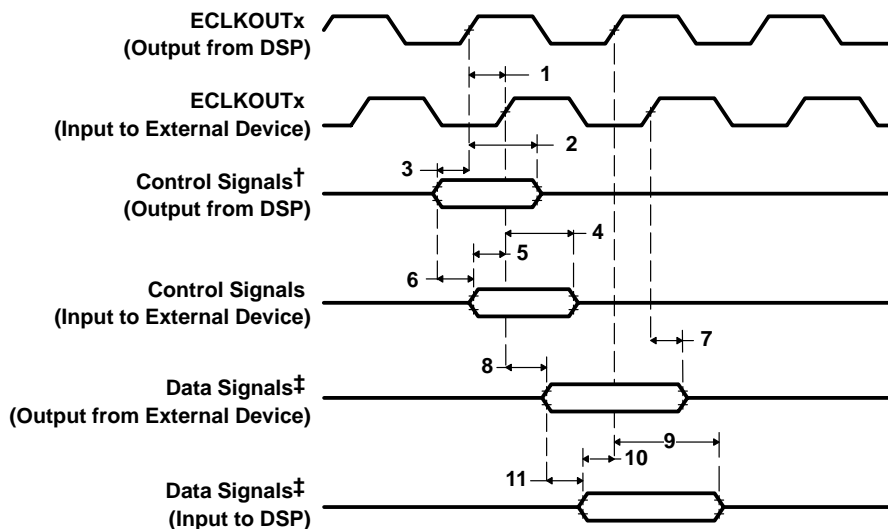 ECLKOUTx
(Output from DSP)
1
ECLKOUTx
(Input to External Device)
2
3
Control Signals†
(Output from DSP)
4
5
6
Control Signals
(Input to External Device)
7
8
Data Signals‡
(Output from External Device)
9
10
11
Data Signals‡
(Input to DSP)